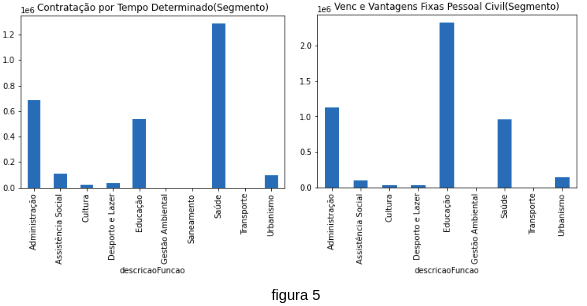 Contratação por Tempo Determinado(Segmento)
1e6
1.2
1.0
0.8
0.6
0.4
0.2
0.0
Administração
Assistência Social
Cultura
Desporto e Lazer
Educação
Gestão Ambiental
Saneamento
Saúde
Transporte
Urbanismo
descricaoFuncao
Venc e Vantagens Fixas Pessoal Civil(Segmento)
1e6
2.0
1.5
1.0
0.5
0.0
Administração
Assistência Social
Cultura
Desporto e Lazer
Educação
Gestão Ambiental
Saúde
Transporte
Urbanismo
descricaoFuncao
figura 5